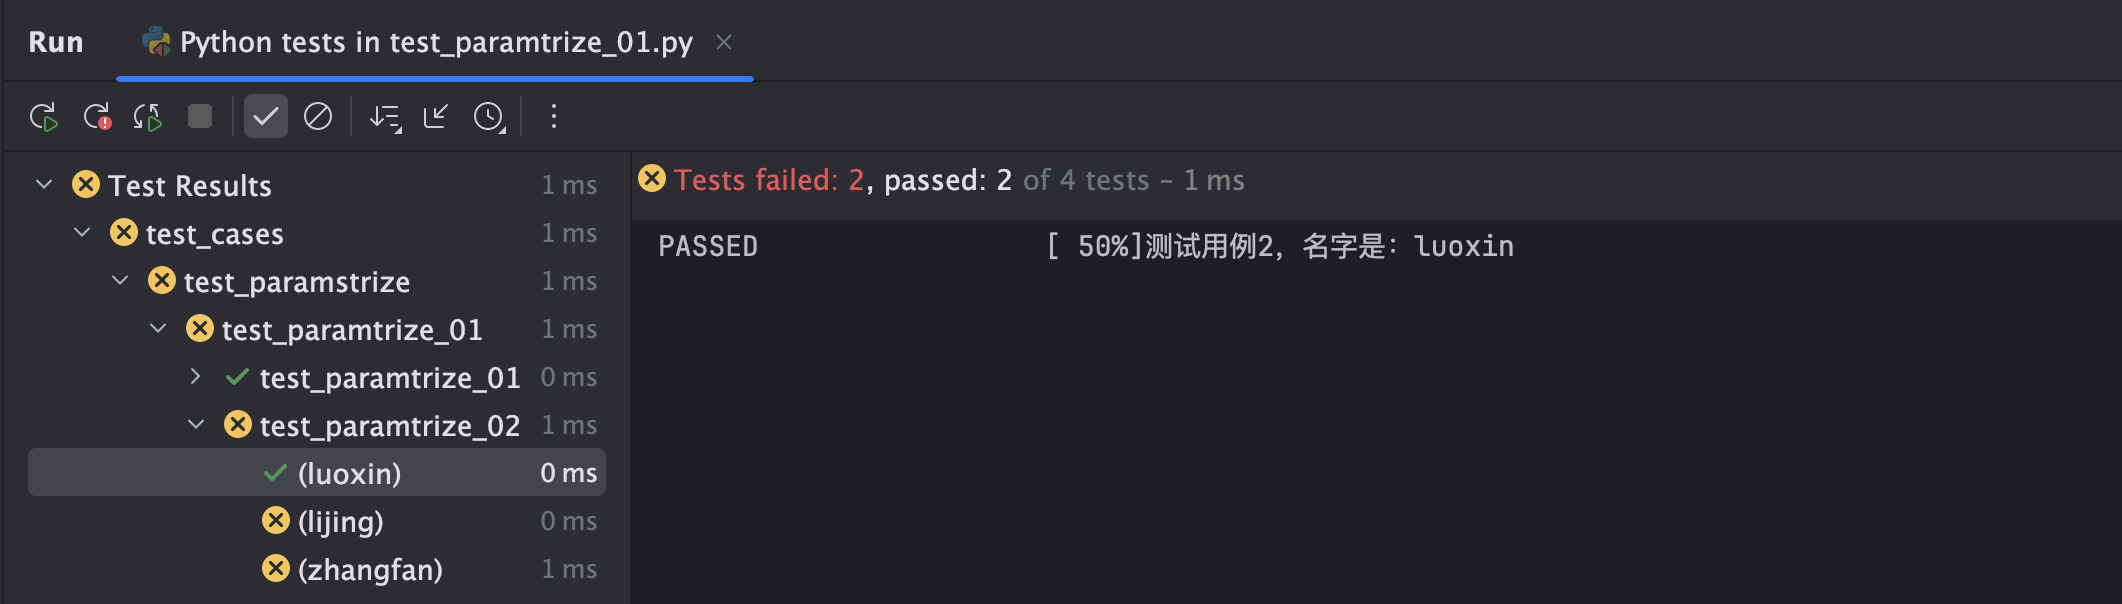 Run Python tests in test_paramtrize_01.py
Test Results 1 ms
test_cases 1 ms
test_paramstrize 1 ms
test_paramtrize_01 1 ms
test_paramtrize_01 0 ms
test_paramtrize_02 1 ms
(luoxin) 0 ms
(lijing) 0 ms
(zhangfan) 1 ms
Tests failed: 2, passed: 2 of 4 tests – 1 ms
PASSED [ 50%]测试用例2，名字是：luoxin